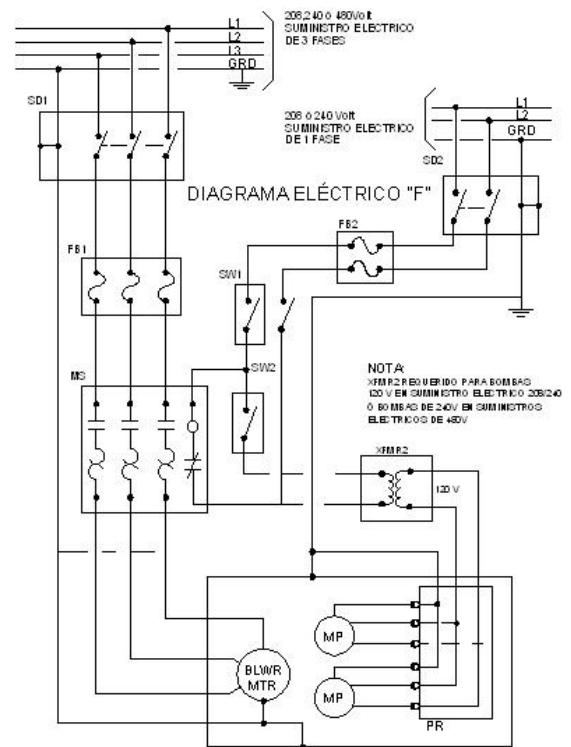 208,240 ó 480Volt
SUMINISTRO ELECTRICO
DE 3 FASES
L1
L2
L3
GRD
SD1
208 ó 240 Volt
SUMINISTRO ELECTRICO
DE 1 FASE
L1
L2
GRD
SD2
DIAGRAMA ELÉCTRICO "F"
FB1
FB2
SW1
SW2
MS
NOTA:
XFMR2 REQUERIDO PARA BOMBAS
120 V EN SUMINISTRO ELECTRICO 208/240
O BOMBAS DE 240V EN SUMINISTROS
ELECTRICOS DE 480V
XFMR2
120 V
MP
BLWR
MTR
MP
PR